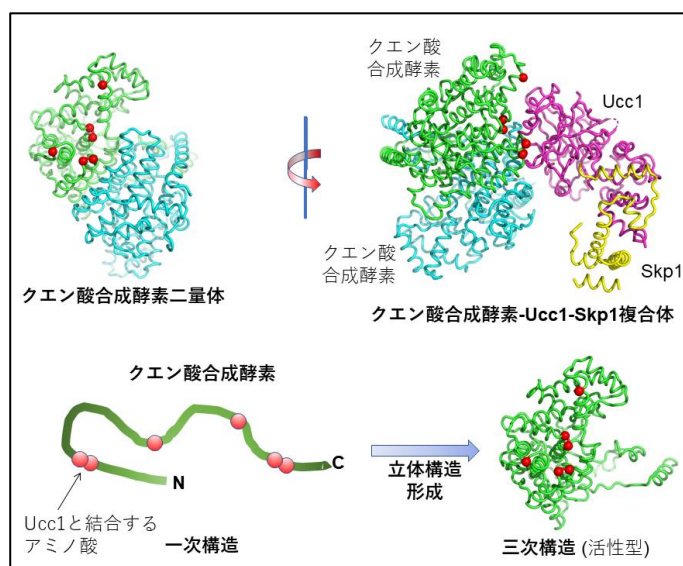 クエン酸
合成酵素
Ucc1
クエン酸
合成酵素
Skp1
クエン酸合成酵素二量体
クエン酸合成酵素-Ucc1-Skp1複合体
クエン酸合成酵素
N
C
立体構造
形成
Ucc1と結合する
アミノ酸
一次構造
三次構造 (活性型)